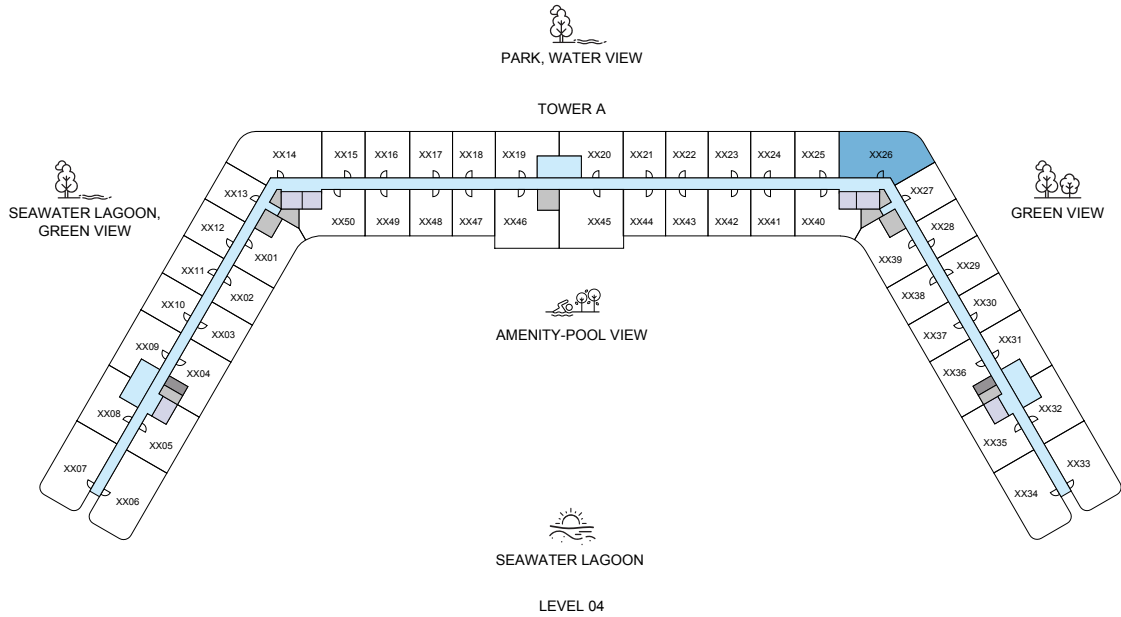 PARK, WATER VIEW
TOWER A
XX14
XX15
XX16
XX17
XX18
XX19
XX20
XX21
XX22
XX23
XX24
XX25
XX26
SEAWATER LAGOON,
GREEN VIEW
GREEN VIEW
XX13
XX12
XX11
XX10
XX09
XX08
XX07
XX06
XX05
XX04
XX03
XX02
XX01
XX50
XX49
XX48
XX47
XX46
XX45
XX44
XX43
XX42
XX41
XX40
XX27
XX28
XX29
XX30
XX31
XX32
XX33
XX34
XX35
XX36
XX37
XX38
XX39
AMENITY-POOL VIEW
SEAWATER LAGOON
LEVEL 04